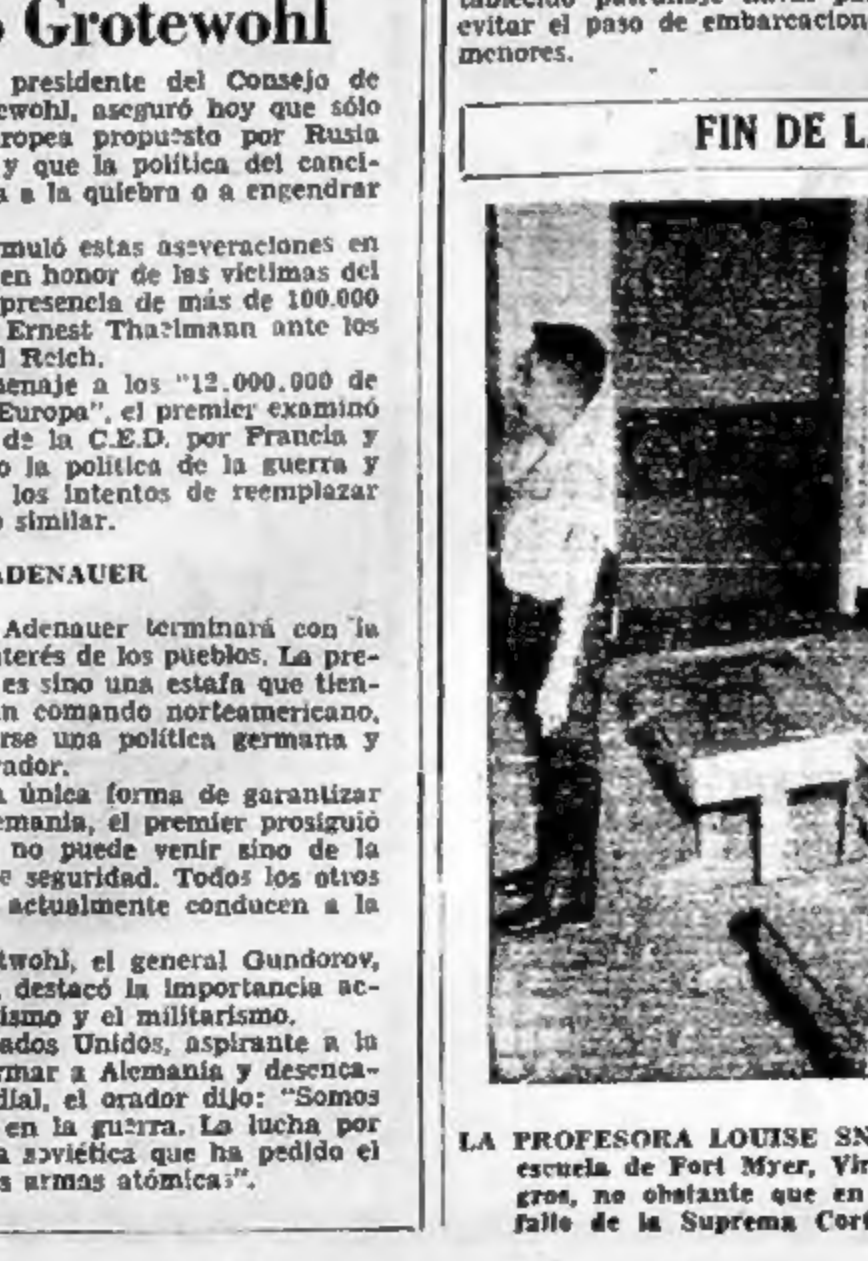 Grotewohl
presidente del Consejo de
ewohl, aseguró hoy que sólo
ropea propuesto por Rusia
y que la política del canci-
a a la quiebra o a engendrar
rmuló estas aseveraciones en
en honor de las víctimas del
presencia de más de 100.000
Ernest Thaelmann ante los
l Reich.
menaje a los "12.000.000 de
Europa", el premier examinó
de la C.E.D. por Francia y
o la política de la guerra y
los intentos de reemplazar
o similar.
ADENAUER
Adenauer terminará con la
nterés de los pueblos. La pre-
es sino una estafa que tien-
un comando norteamericano,
rse una política germana y
rador.
a única forma de garantizar
emania, el premier prosiguió
no puede venir sino de la
e seguridad. Todos los otros
actualmente conducen a la
twohl, el general Gundorov,
, destacó la importancia ac-
ismo y el militarismo.
ados Unidos, aspirante a la
rmar a Alemania y desenca-
dial, el orador dijo: "Somos
en la guerra. La lucha por
a soviética que ha pedido el
s armas atómicas".
evitar el paso de embarcacion
menores.
FIN DE L
LA PROFESORA LOUISE SN
escuela de Fort Myer, Vir
gros, no obstante que en
fallo de la Suprema Cort